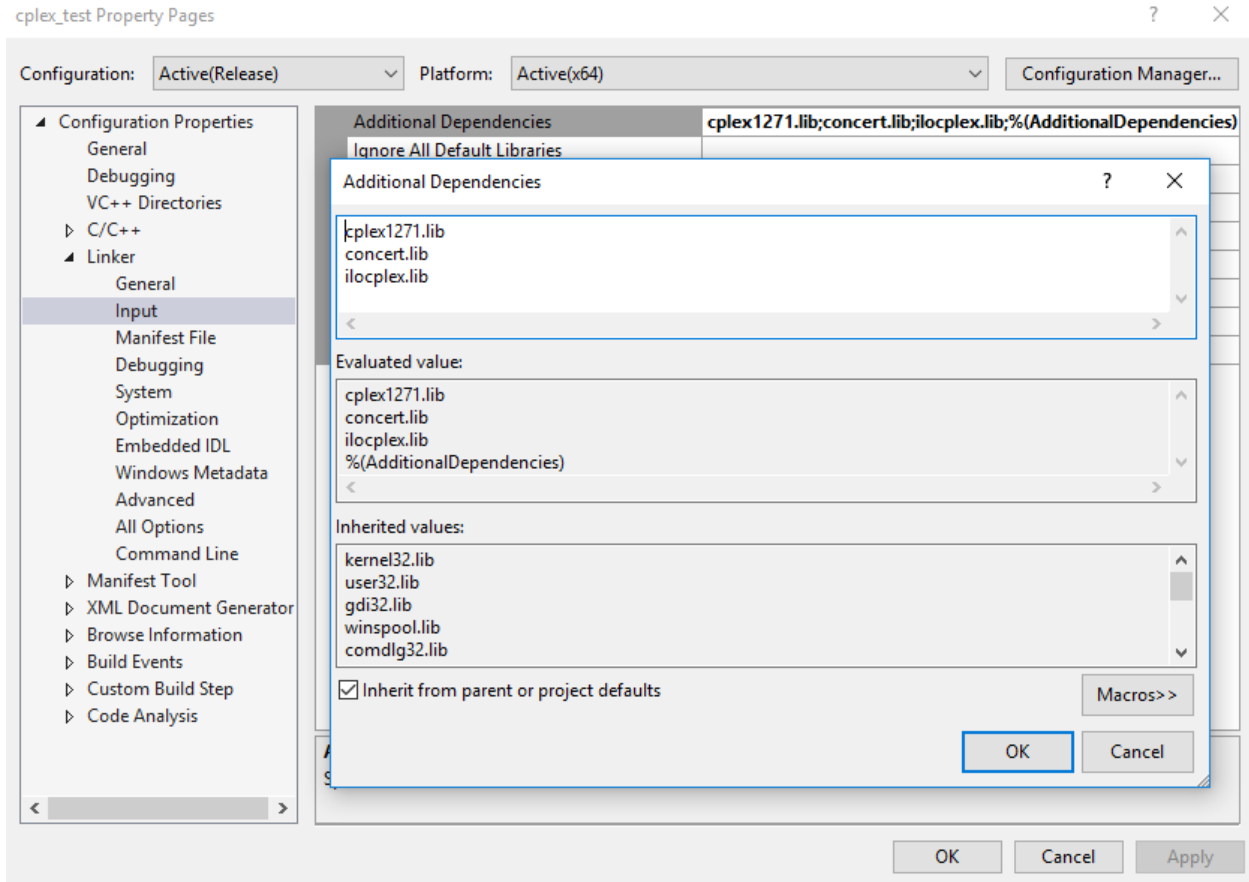 cplex_test Property Pages
? ×
Configuration: Active(Release) Platform: Active(x64) Configuration Manager...
Configuration Properties
General
Debugging
VC++ Directories
C/C++
Linker
General
Input
Manifest File
Debugging
System
Optimization
Embedded IDL
Windows Metadata
Advanced
All Options
Command Line
Manifest Tool
XML Document Generator
Browse Information
Build Events
Custom Build Step
Code Analysis
Additional Dependencies cplex1271.lib;concert.lib;ilocplex.lib;%(AdditionalDependencies)
Ignore All Default Libraries
Additional Dependencies
? ×
cplex1271.lib
concert.lib
ilocplex.lib
Evaluated value:
cplex1271.lib
concert.lib
ilocplex.lib
%(AdditionalDependencies)
Inherited values:
kernel32.lib
user32.lib
gdi32.lib
winspool.lib
comdlg32.lib
Inherit from parent or project defaults
Macros>>
OK Cancel
OK Cancel Apply